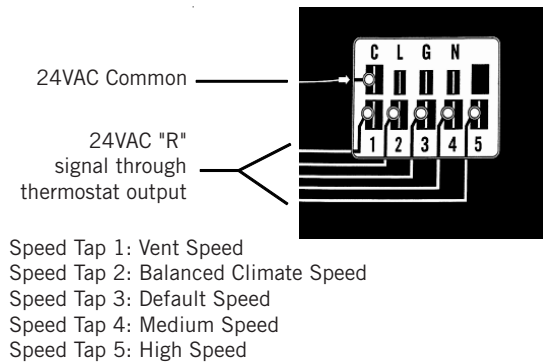 C L G N
24VAC Common
24VAC "R"
signal through
thermostat output
1 2 3 4 5
Speed Tap 1: Vent Speed
Speed Tap 2: Balanced Climate Speed
Speed Tap 3: Default Speed
Speed Tap 4: Medium Speed
Speed Tap 5: High Speed